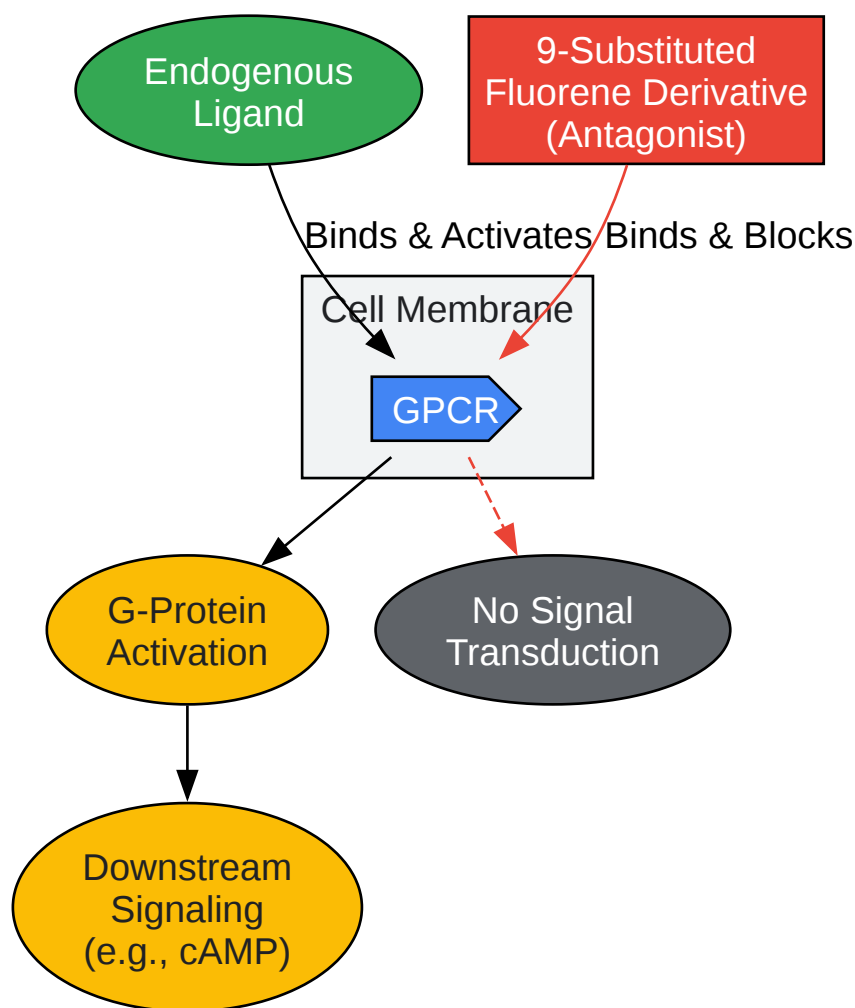 Endogenous
Ligand
9-Substituted
Fluorene Derivative
(Antagonist)
Binds & Activates
Binds & Blocks
Cell Membrane
GPCR
G-Protein
Activation
No Signal
Transduction
Downstream
Signaling
(e.g., cAMP)